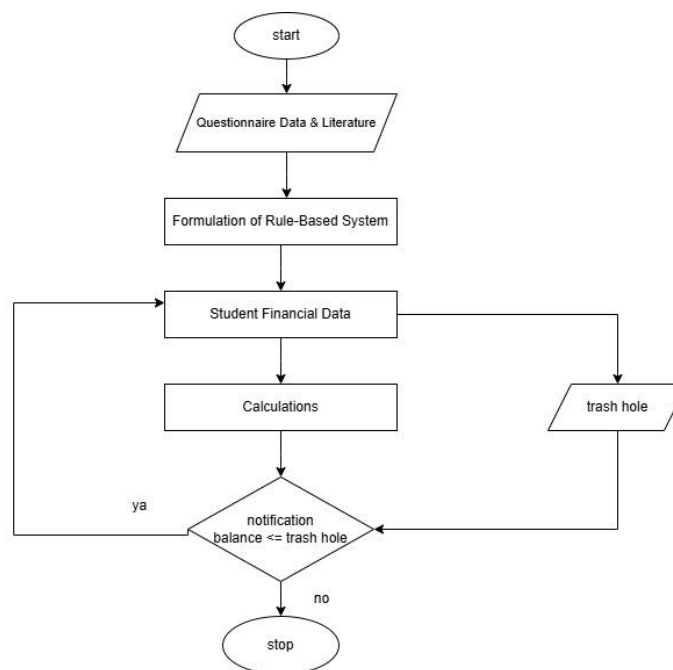 start
Questionnaire Data & Literature
Formulation of Rule-Based System
Student Financial Data
Calculations
trash hole
ya
notification
balance <= trash hole
no
stop